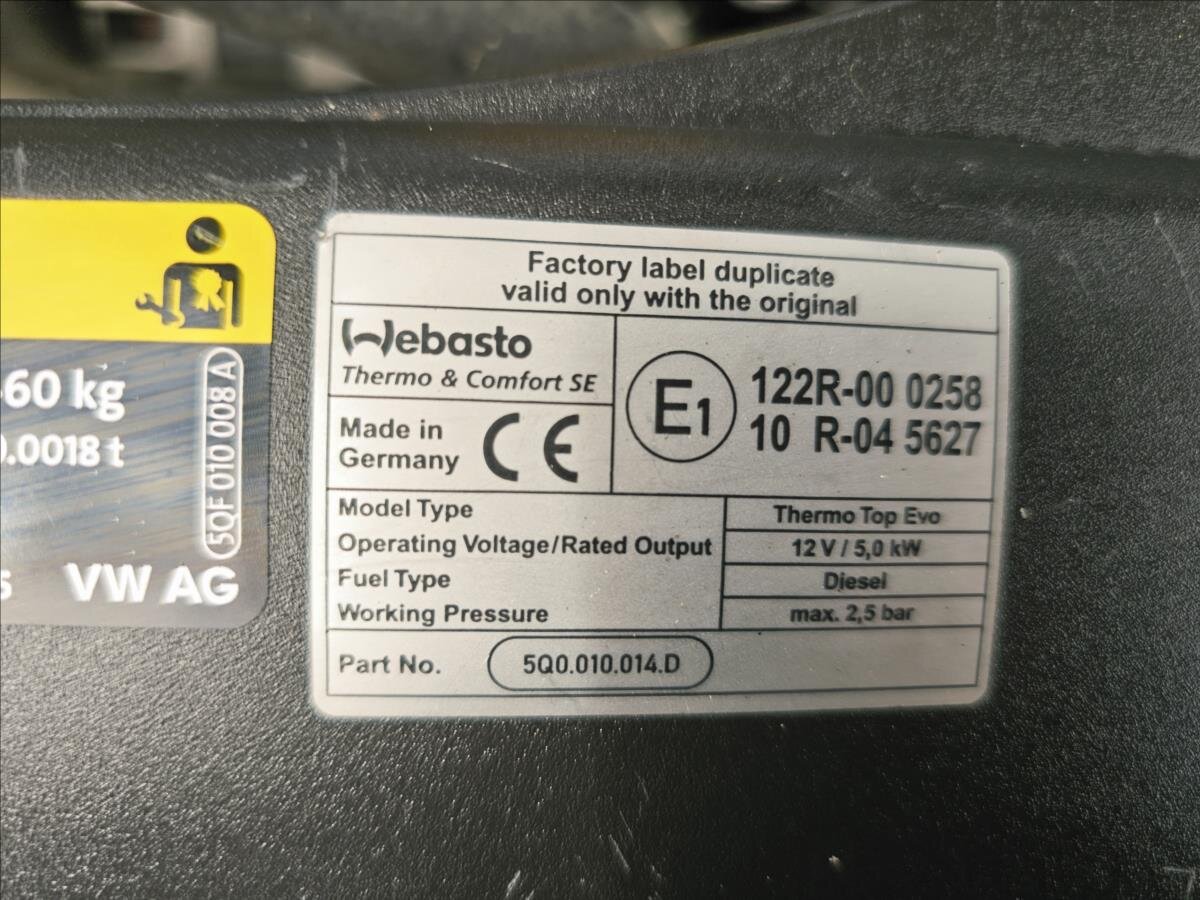 60 kg
0.0018 t
5QF 010 008 A
VW AG
Factory label duplicate
valid only with the original
Webasto
Thermo & Comfort SE
Made in
Germany
CE
E1
122R-00 0258
10 R-04 5627
Model Type
Thermo Top Evo
Operating Voltage/Rated Output
12 V / 5,0 kW
Fuel Type
Diesel
Working Pressure
max. 2,5 bar
Part No.
5Q0.010.014.D